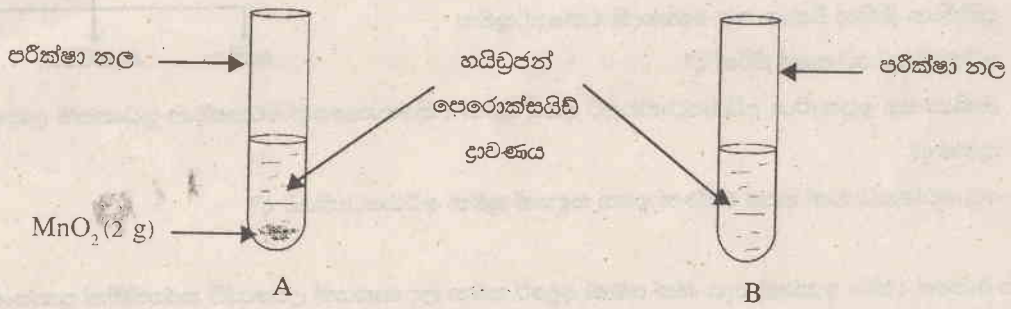 පරීක්ෂා නල
හයිඩ්‍රජන්
පෙරොක්සයිඩ්
ද්‍රාවණය
පරීක්ෂා නල
MnO₂(2 g)
A
B